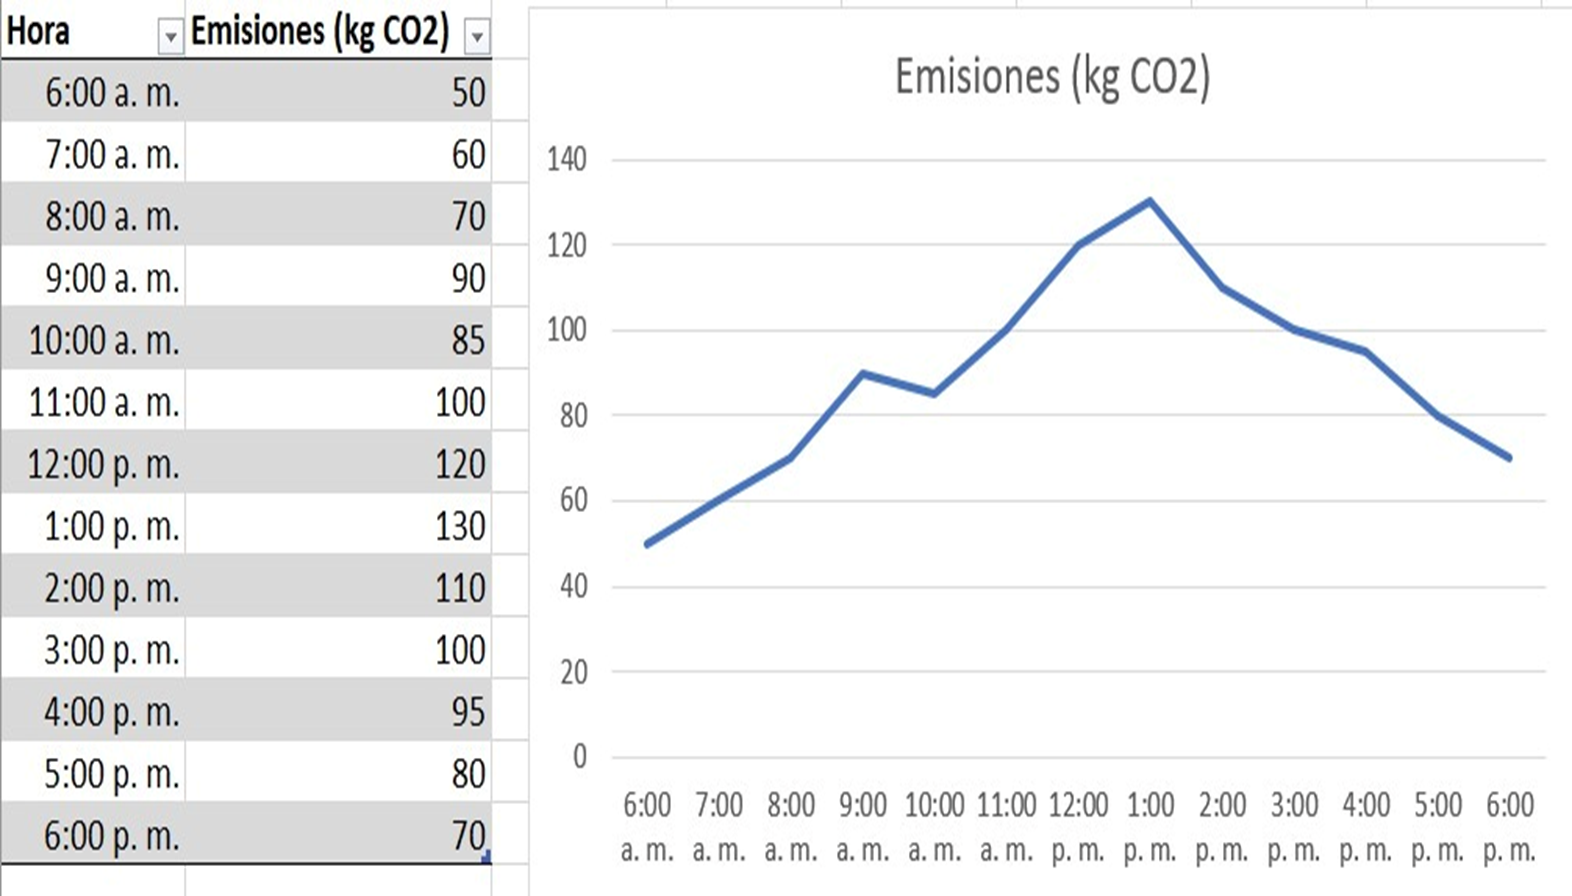 Hora Emisiones (kg CO2)
6:00 a. m. 50
7:00 a. m. 60
8:00 a. m. 70
9:00 a. m. 90
10:00 a. m. 85
11:00 a. m. 100
12:00 p. m. 120
1:00 p. m. 130
2:00 p. m. 110
3:00 p. m. 100
4:00 p. m. 95
5:00 p. m. 80
6:00 p. m. 70
Emisiones (kg CO2)
140
120
100
80
60
40
20
0
6:00 7:00 8:00 9:00 10:00 11:00 12:00 1:00 2:00 3:00 4:00 5:00 6:00
a. m. a. m. a. m. a. m. a. m. a. m. p. m. p. m. p. m. p. m. p. m. p. m. p. m.